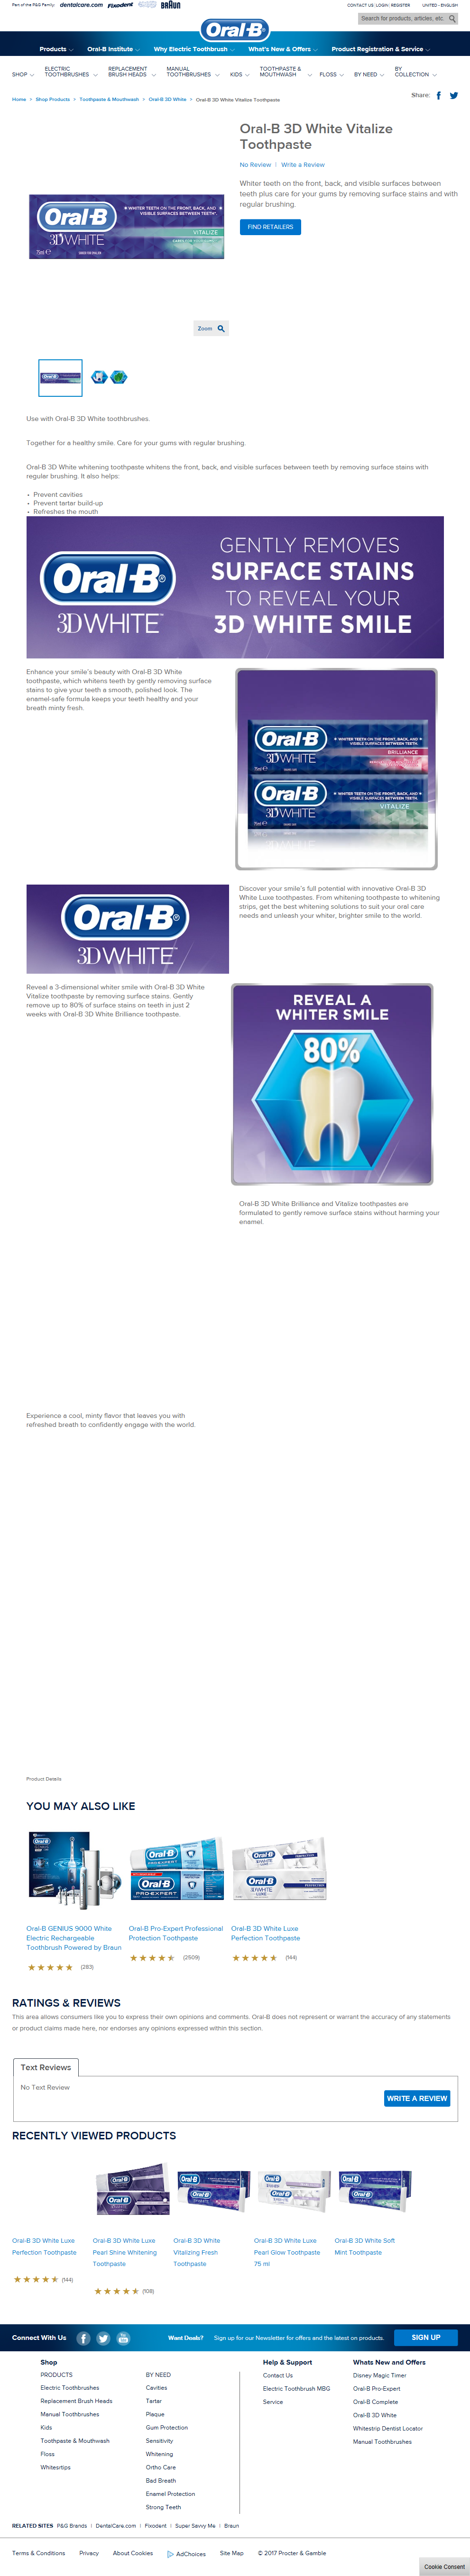 Part of the P&G Family
dentalcare.com Fixodent BRAUN
CONTACT US LOGIN | REGISTER UNITED - ENGLISH
Search for products, articles, etc.
Oral-B
Products Oral-B Institute Why Electric Toothbrush What's New & Offers Product Registration & Service
SHOP ELECTRIC TOOTHBRUSHES REPLACEMENT BRUSH HEADS MANUAL TOOTHBRUSHES KIDS TOOTHPASTE & MOUTHWASH FLOSS BY NEED BY COLLECTION
Home > Shop Products > Toothpaste & Mouthwash > Oral-B 3D White > Oral-B 3D White Vitalize Toothpaste
Share:
Oral-B 3D White Vitalize
Toothpaste
No Review | Write a Review
Whiter teeth on the front, back, and visible surfaces between
teeth plus care for your gums by removing surface stains and with
regular brushing.
FIND RETAILERS
Oral-B
3DWHITE
WHITER TEETH ON THE FRONT, BACK, AND
VISIBLE SURFACES BETWEEN TEETH.
VITALIZE
75ml e
Zoom
Use with Oral-B 3D White toothbrushes.
Together for a healthy smile. Care for your gums with regular brushing.
Oral-B 3D White whitening toothpaste whitens the front, back, and visible surfaces between teeth by removing surface stains with
regular brushing. It also helps:
• Prevent cavities
• Prevent tartar build-up
• Refreshes the mouth
Oral-B
3DWHITE
GENTLY REMOVES
SURFACE STAINS
TO REVEAL YOUR
3D WHITE SMILE
Enhance your smile's beauty with Oral-B 3D White
toothpaste, which whitens teeth by gently removing surface
stains to give your teeth a smooth, polished look. The
enamel-safe formula keeps your teeth healthy and your
breath minty fresh.
Oral-B
3DWHITE
WHITER TEETH ON THE FRONT, BACK, AND
VISIBLE SURFACES BETWEEN TEETH.
BRILLIANCE
Oral-B
3DWHITE
WHITER TEETH ON THE FRONT, BACK, AND
VISIBLE SURFACES BETWEEN TEETH.
VITALIZE
Oral-B
3DWHITE
Discover your smile's full potential with innovative Oral-B 3D
White Luxe toothpastes. From whitening toothpaste to whitening
strips, get the best whitening solutions to suit your oral care
needs and unleash your whiter, brighter smile to the world.
Reveal a 3-dimensional whiter smile with Oral-B 3D White
Vitalize toothpaste by removing surface stains. Gently
remove up to 80% of surface stains on teeth in just 2
weeks with Oral-B 3D White Brilliance toothpaste.
REVEAL A
WHITER SMILE
80%
Oral-B 3D White Brilliance and Vitalize toothpastes are
formulated to gently remove surface stains without harming your
enamel.
Experience a cool, minty flavor that leaves you with
refreshed breath to confidently engage with the world.
Product Details
YOU MAY ALSO LIKE
Oral-B GENIUS 9000 White
Electric Rechargeable
Toothbrush Powered by Braun
(283)
Oral-B Pro-Expert Professional
Protection Toothpaste
(2509)
Oral-B 3D White Luxe
Perfection Toothpaste
(144)
RATINGS & REVIEWS
This area allows consumers like you to express their own opinions and comments. Oral-B does not represent or warrant the accuracy of any statements
or product claims made here, nor endorses any opinions expressed within this section.
Text Reviews
No Text Review
WRITE A REVIEW
RECENTLY VIEWED PRODUCTS
Oral-B 3D White Luxe
Perfection Toothpaste
(144)
Oral-B 3D White Luxe
Pearl Shine Whitening
Toothpaste
(108)
Oral-B 3D White
Vitalizing Fresh
Toothpaste
Oral-B 3D White Luxe
Pearl Glow Toothpaste
75 ml
Oral-B 3D White Soft
Mint Toothpaste
Connect With Us
Want Deals? Sign up for our Newsletter for offers and the latest on products. SIGN UP
Shop
PRODUCTS
Electric Toothbrushes
Replacement Brush Heads
Manual Toothbrushes
Kids
Toothpaste & Mouthwash
Floss
Whitesrtips
BY NEED
Cavities
Tartar
Plaque
Gum Protection
Sensitivity
Whitening
Ortho Care
Bad Breath
Enamel Protection
Strong Teeth
Help & Support
Contact Us
Electric Toothbrush MBG
Service
Whats New and Offers
Disney Magic Timer
Oral-B Pro-Expert
Oral-B Complete
Oral-B 3D White
Whitestrip Dentist Locator
Manual Toothbrushes
RELATED SITES P&G Brands | DentalCare.com | Fixodent | Super Savvy Me | Braun
Terms & Conditions Privacy About Cookies AdChoices Site Map © 2017 Procter & Gamble
Cookie Consent